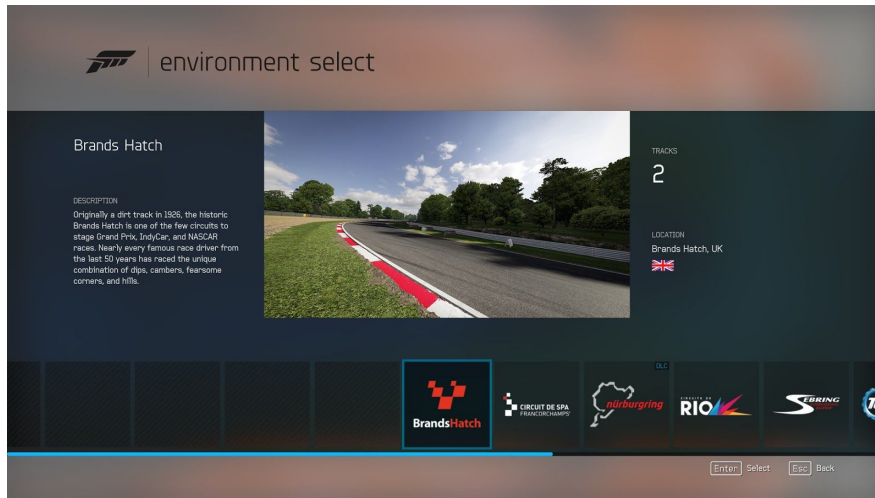 environment select
Brands Hatch
DESCRIPTION
Originally a dirt track in 1926, the historic
Brands Hatch is one of the few circuits to
stage Grand Prix, IndyCar, and NASCAR
races. Nearly every famous race driver from
the last 50 years has raced the unique
combination of dips, cambers, fearsome
corners, and hills.
TRACKS
2
LOCATION
Brands Hatch, UK
DLC
BrandsHatch
CIRCUIT DE SPA
FRANCORCHAMPS
nürburgring
CIRCUITO DE
RIO
SEBRING
Enter Select
Esc Back